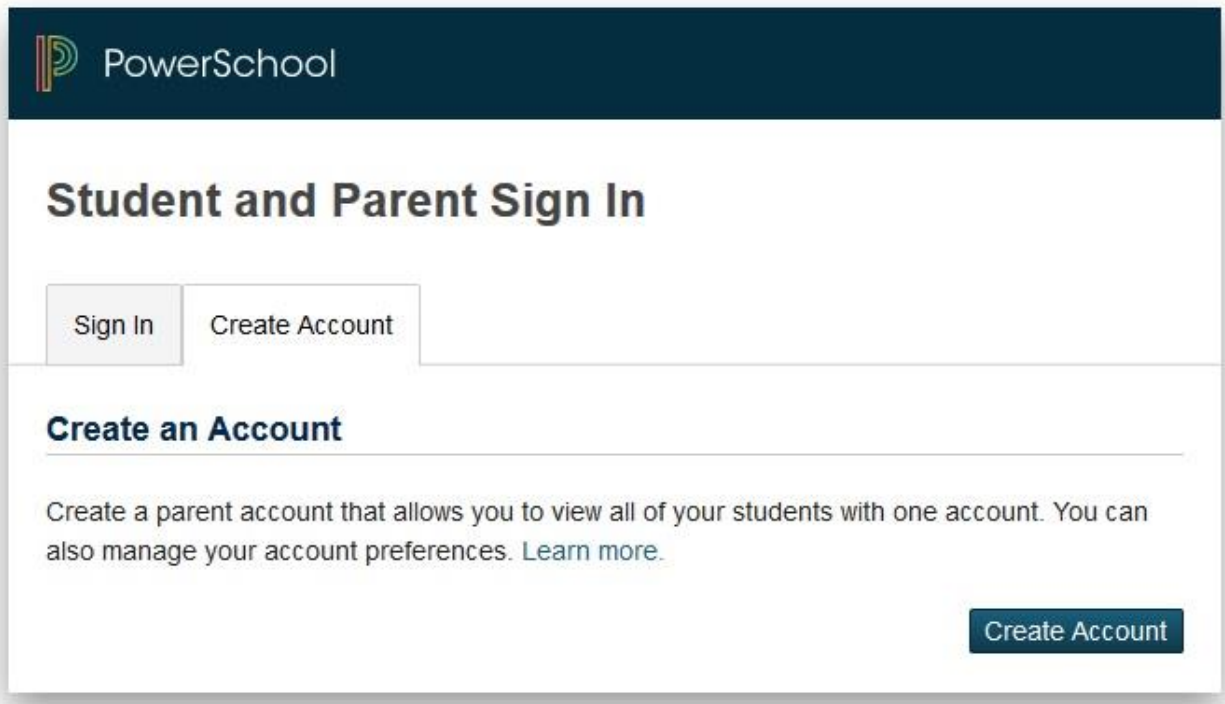 PowerSchool
Student and Parent Sign In
Sign In
Create Account
Create an Account
Create a parent account that allows you to view all of your students with one account. You can
also manage your account preferences. Learn more.
Create Account